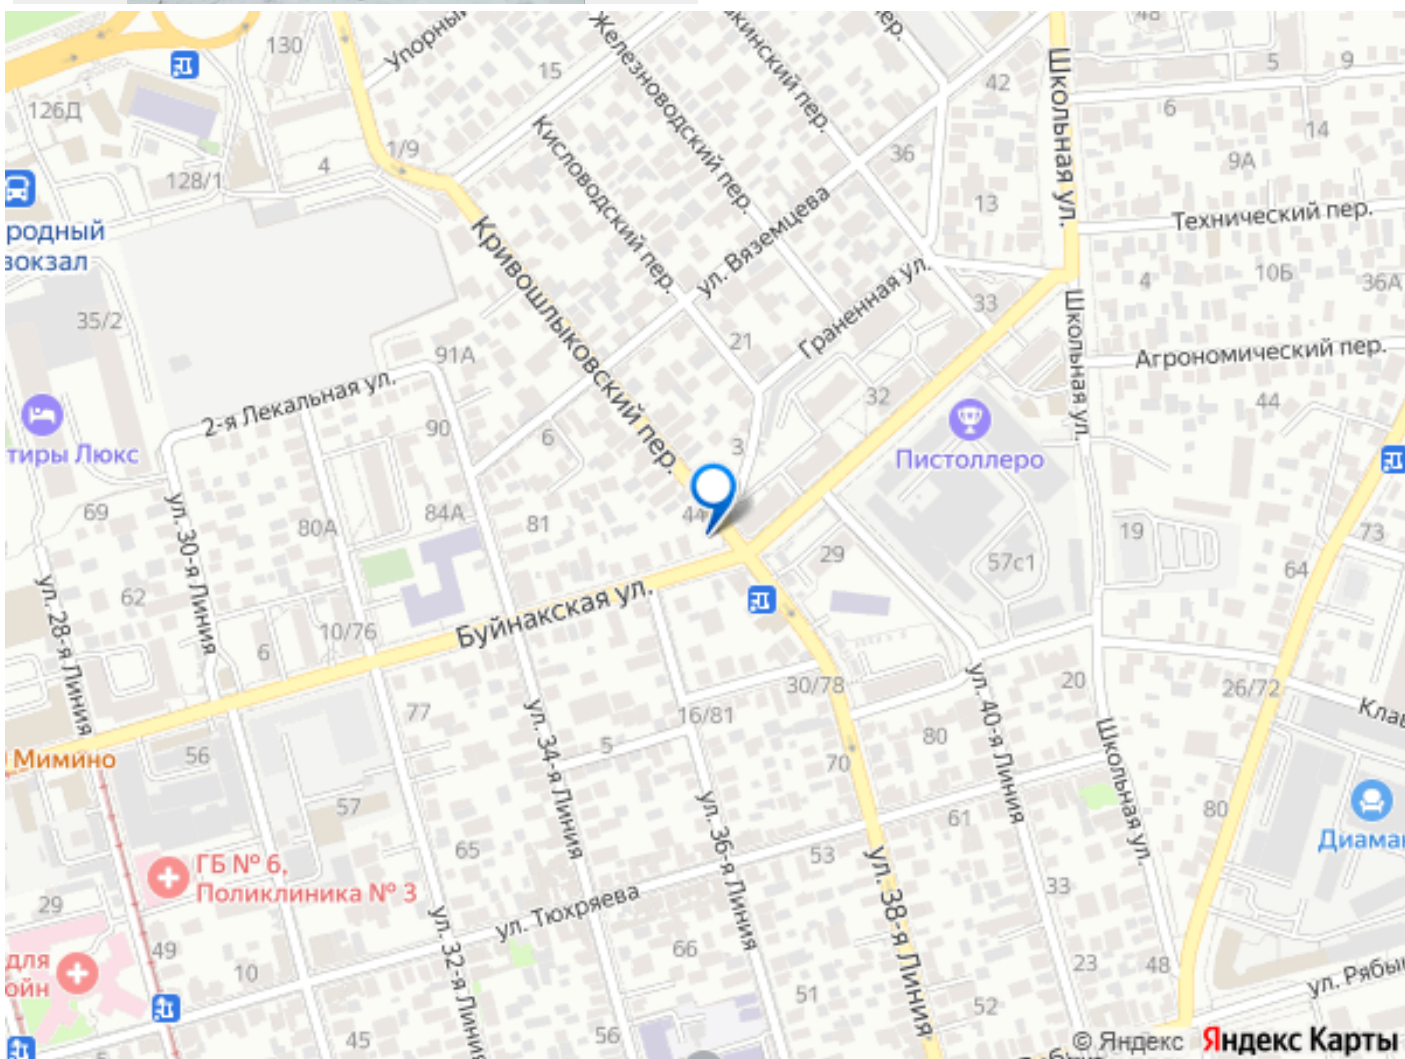 130
Упорный
Железноводский пер.
пер.
48
5
9
15
42
126Д
Школьная ул.
6
14
1/9
Кисловодский пер.
36
9А
4
128/1
13
Технический пер.
родный
вокзал
Кривошлыковский пер.
ул. Вяземцева
Граненная ул.
4
10Б
36А
35/2
33
Школьная ул.
21
91А
Агрономический пер.
2-я Лекальная ул.
32
44
90
6
3
тиры Люкс
Пистоллеро
69
ул. 30-я Линия
80А
84А
81
44
29
19
73
57с1
64
ул. 28-я Линия
62
Буйнакская ул.
10/76
6
30/78
ул. 40-я Линия
20
26/72
77
ул. 34-я Линия
16/81
5
80
Школьная ул.
Мимино
56
70
57
ул. 36-я Линия
61
80
Диаман
65
53
ГБ № 6,
Поликлиника № 3
ул. 38-я Линия
33
29
ул. 32-я Линия
ул. Тюхряева
66
49
10
23
48
для
ойн
51
52
ул. Рябы
45
56
© Яндекс Яндекс Карты